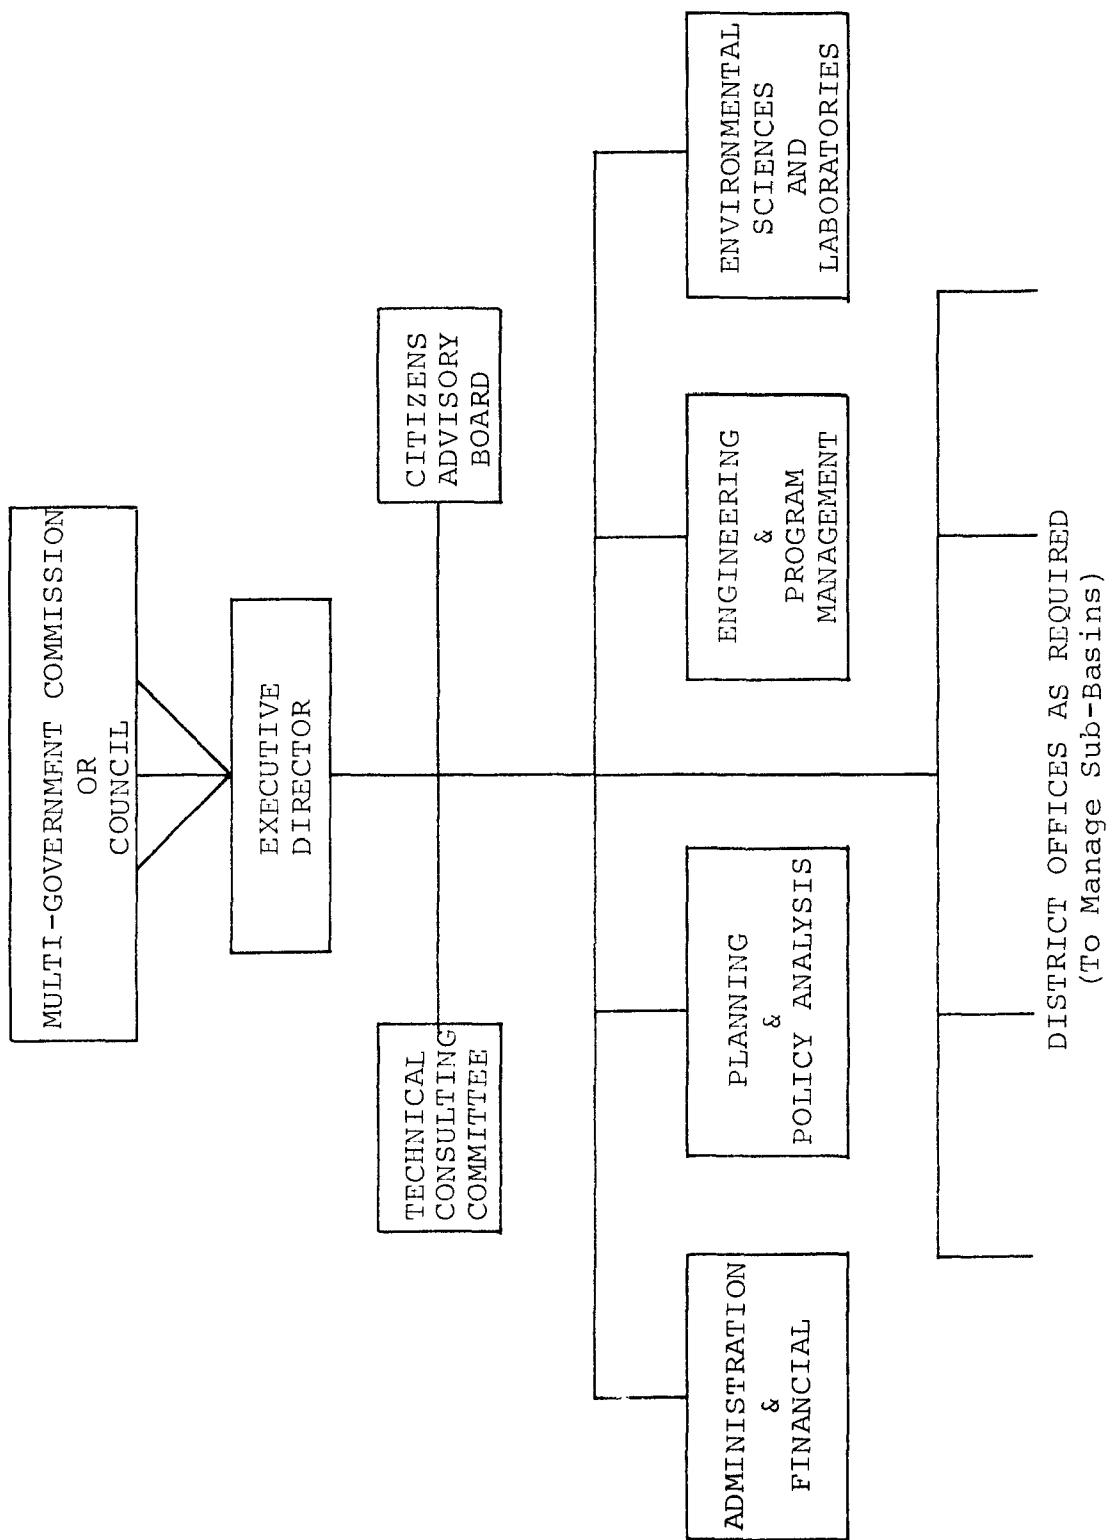 MULTI-GOVERNMENT COMMISSION
OR
COUNCIL
EXECUTIVE
DIRECTOR
TECHNICAL
CONSULTING
COMMITTEE
CITIZENS
ADVISORY
BOARD
ADMINISTRATION
&
FINANCIAL
PLANNING
&
POLICY ANALYSIS
ENGINEERING
&
PROGRAM
MANAGEMENT
ENVIRONMENTAL
SCIENCES
AND
LABORATORIES
DISTRICT OFFICES AS REQUIRED
(To Manage Sub-Basins)